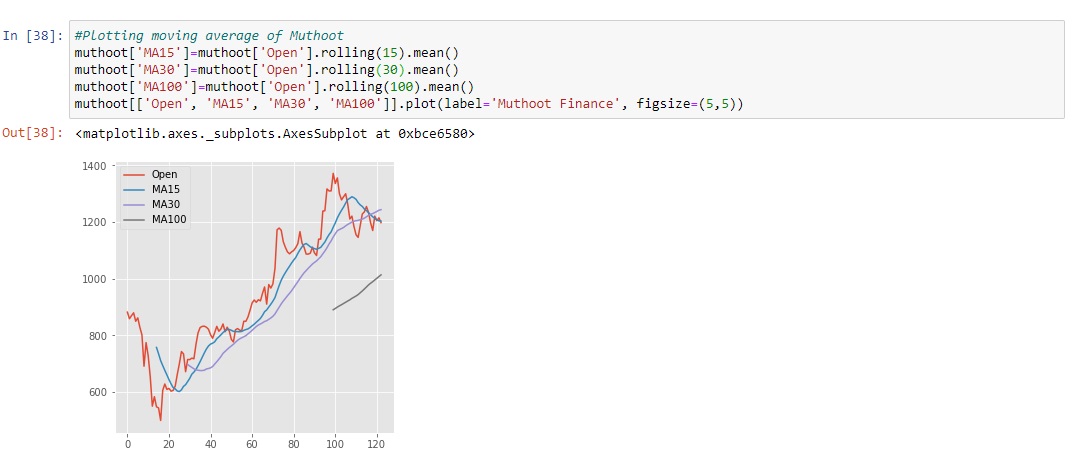 In [38]: #Plotting moving average of Muthoot
muthoot['MA15']=muthoot['Open'].rolling(15).mean()
muthoot['MA30']=muthoot['Open'].rolling(30).mean()
muthoot['MA100']=muthoot['Open'].rolling(100).mean()
muthoot[['Open', 'MA15', 'MA30', 'MA100']].plot(label='Muthoot Finance', figsize=(5,5))
Out[38]: <matplotlib.axes._subplots.AxesSubplot at 0xbce6580>
1400
Open
MA15
MA30
MA100
1200
1000
800
600
0 20 40 60 80 100 120